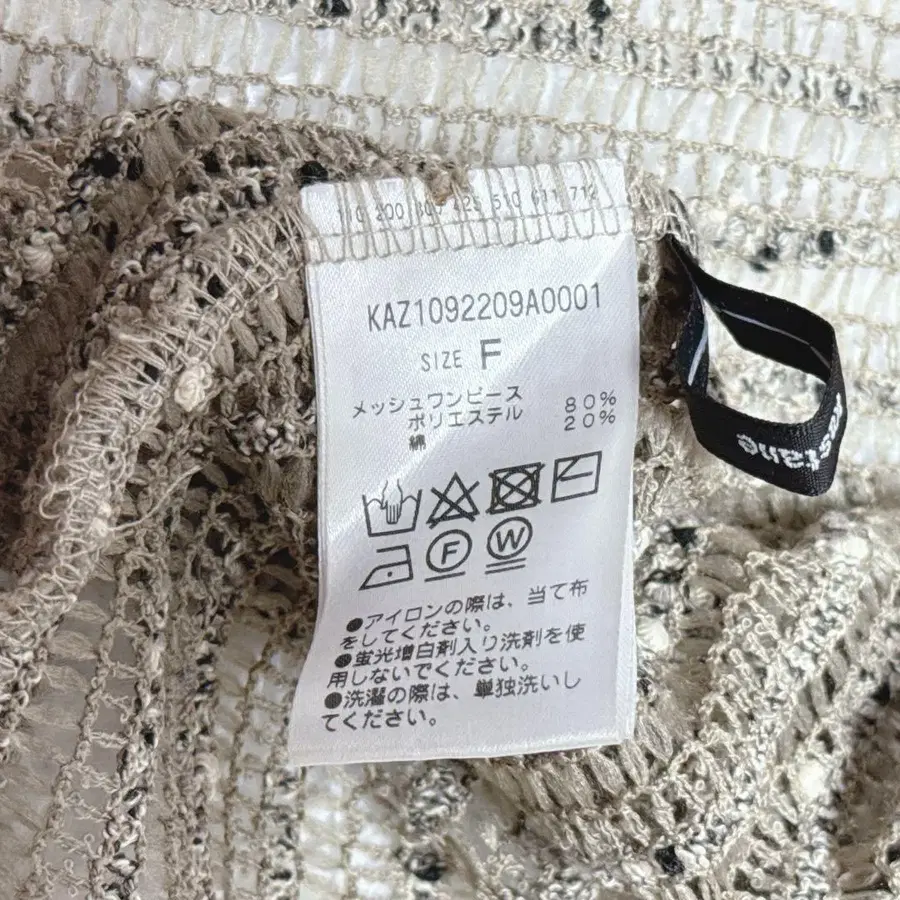 110 200 309 425 510 611 712
KAZ1092209A0001
SIZE F
メッシュワンピース
ポリエステル 80%
綿 20%
F W
●アイロンの際は、当て布
をしてください。
●蛍光増白剤入り洗剤を使
用しないでください。
●洗濯の際は、単独洗いし
てください。